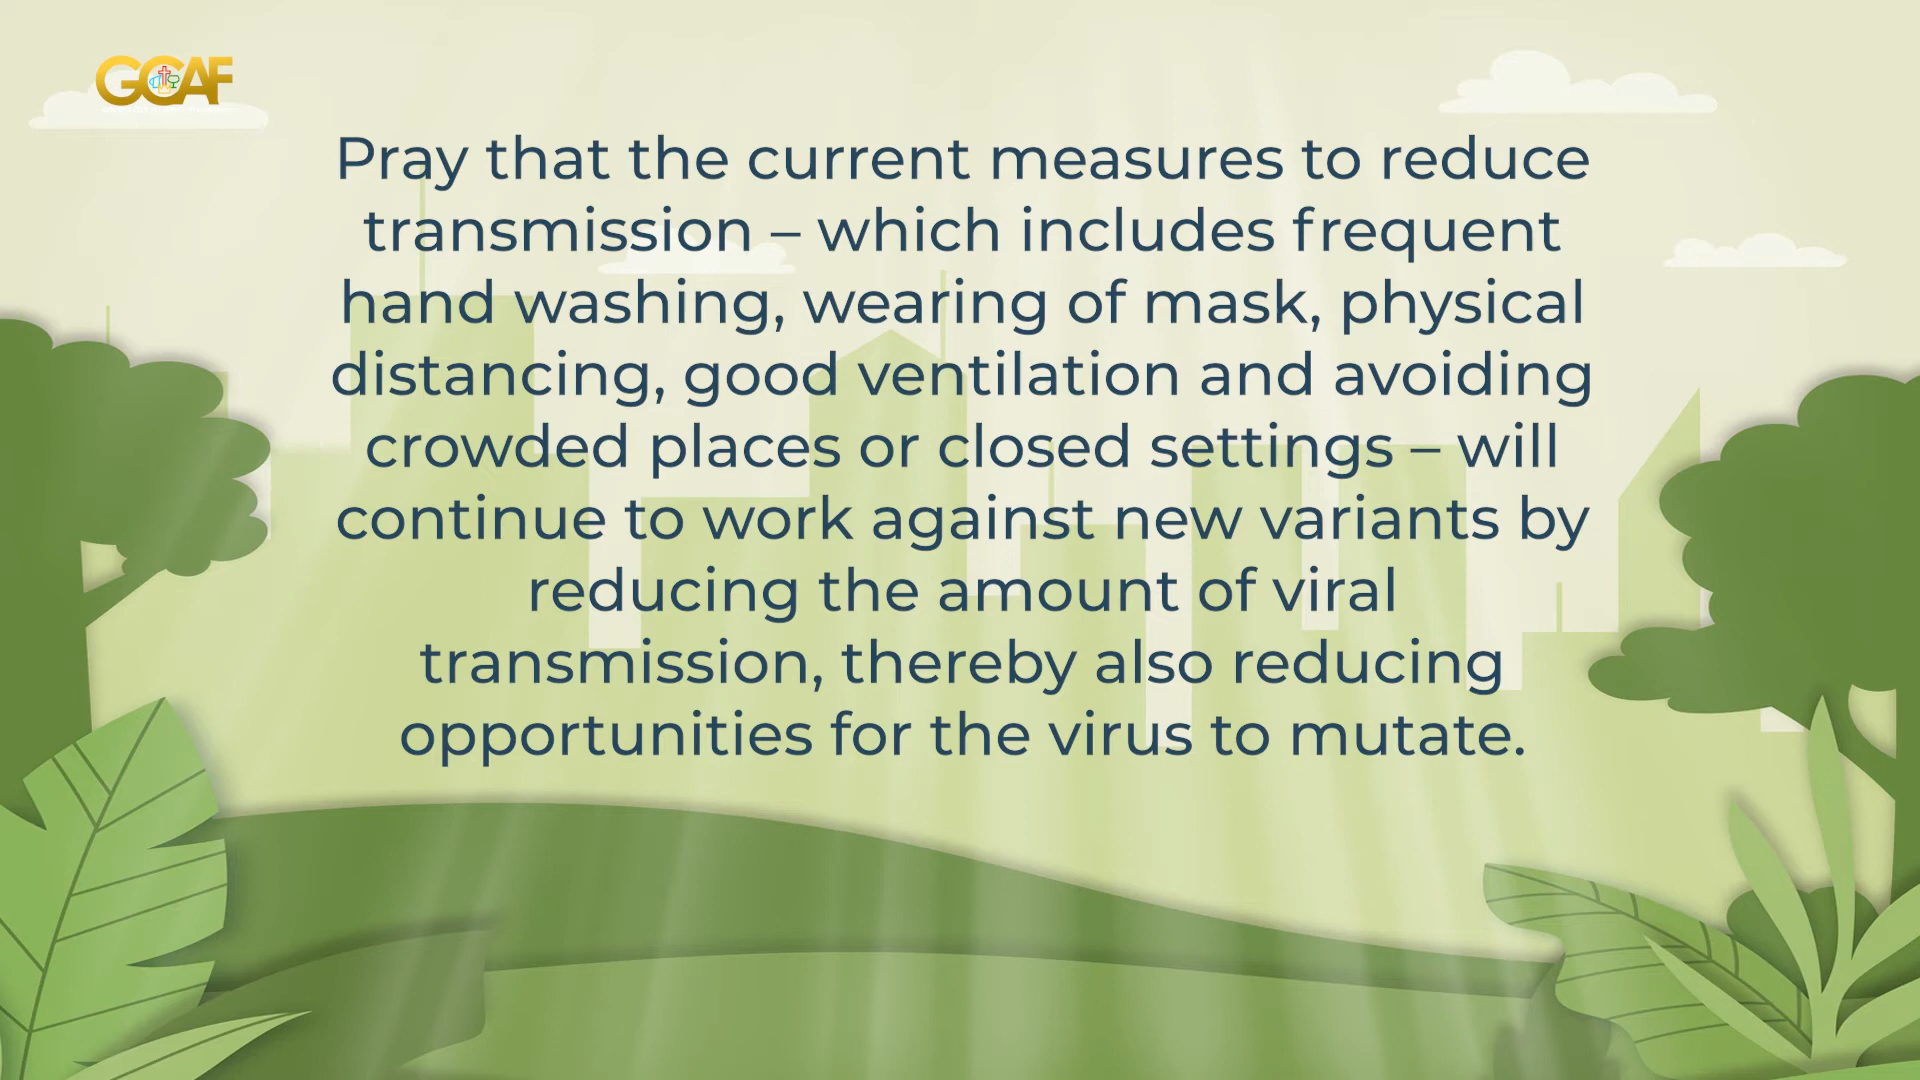 GCAF
Pray that the current measures to reduce
transmission – which includes frequent
hand washing, wearing of mask, physical
distancing, good ventilation and avoiding
crowded places or closed settings – will
continue to work against new variants by
reducing the amount of viral
transmission, thereby also reducing
opportunities for the virus to mutate.